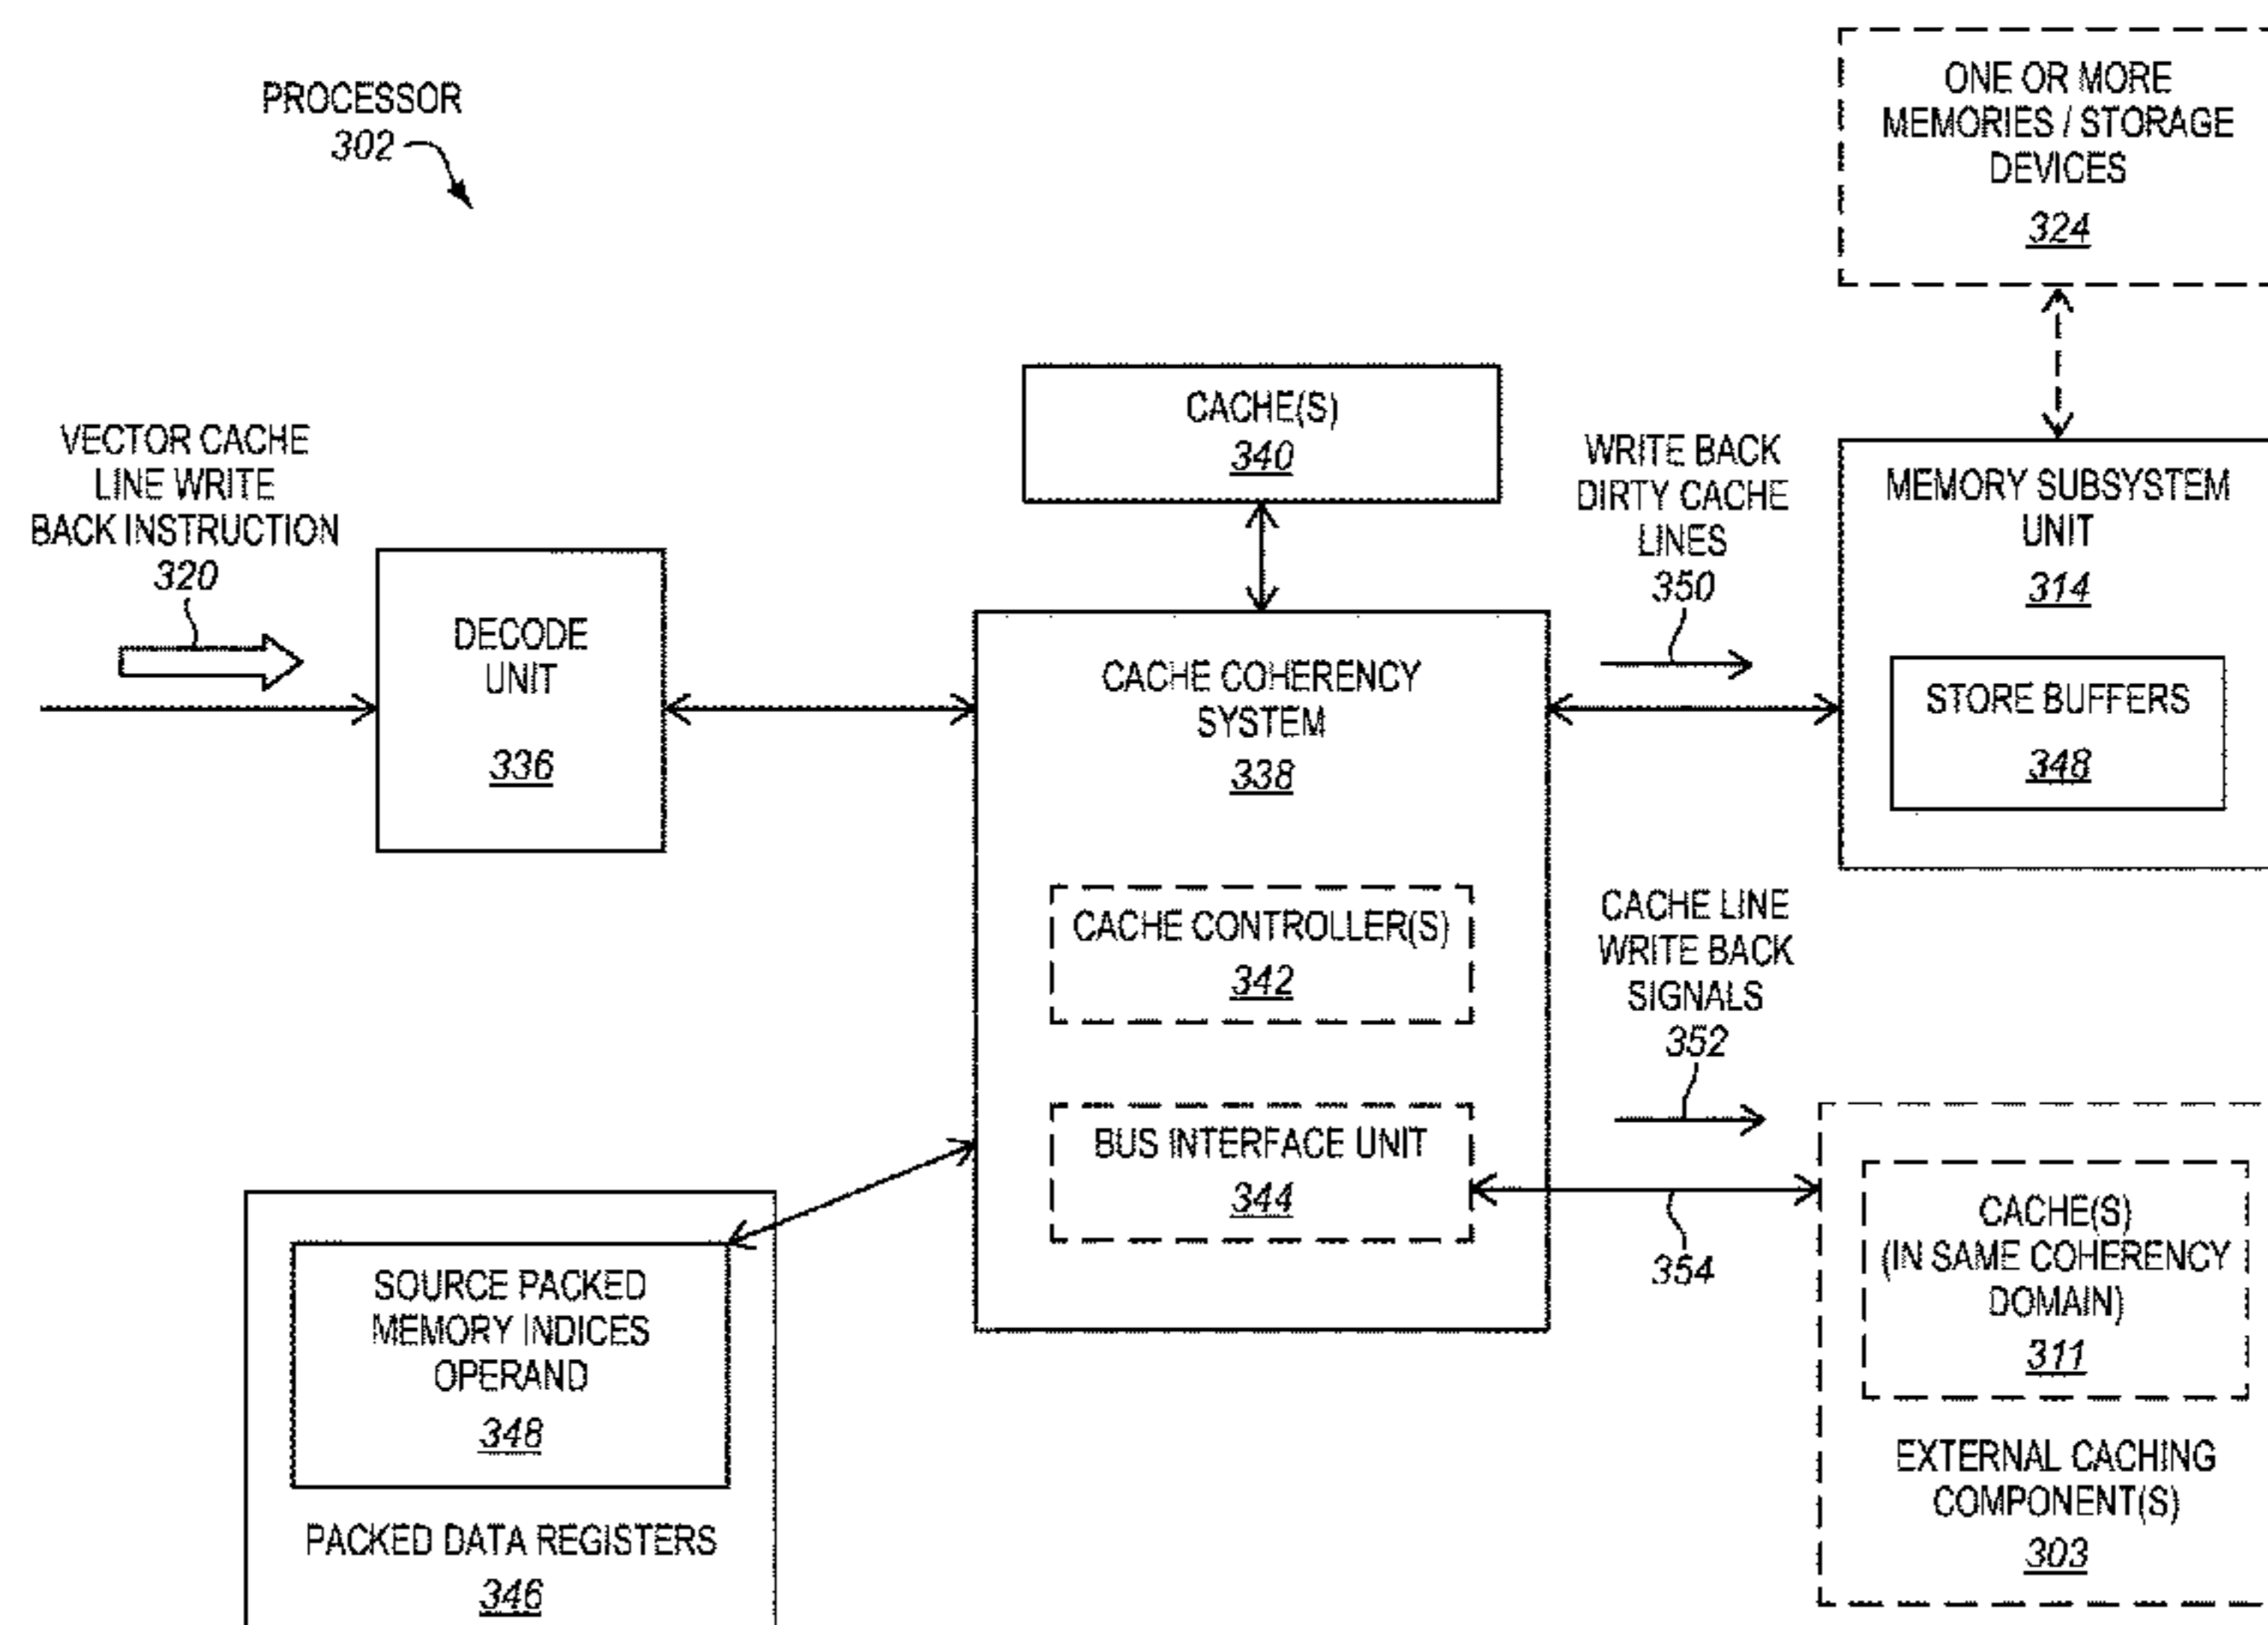 PROCESSOR
302
ONE OR MORE
MEMORIES / STORAGE
DEVICES
324
VECTOR CACHE
LINE WRITE
BACK INSTRUCTION
320
DECODE
UNIT
336
CACHE(S)
340
WRITE BACK
DIRTY CACHE
LINES
350
MEMORY SUBSYSTEM
UNIT
314
STORE BUFFERS
348
CACHE COHERENCY
SYSTEM
338
CACHE CONTROLLER(S)
342
BUS INTERFACE UNIT
344
CACHE LINE
WRITE BACK
SIGNALS
352
354
CACHE(S)
(IN SAME COHERENCY
DOMAIN)
311
EXTERNAL CACHING
COMPONENT(S)
303
SOURCE PACKED
MEMORY INDICES
OPERAND
348
PACKED DATA REGISTERS
346